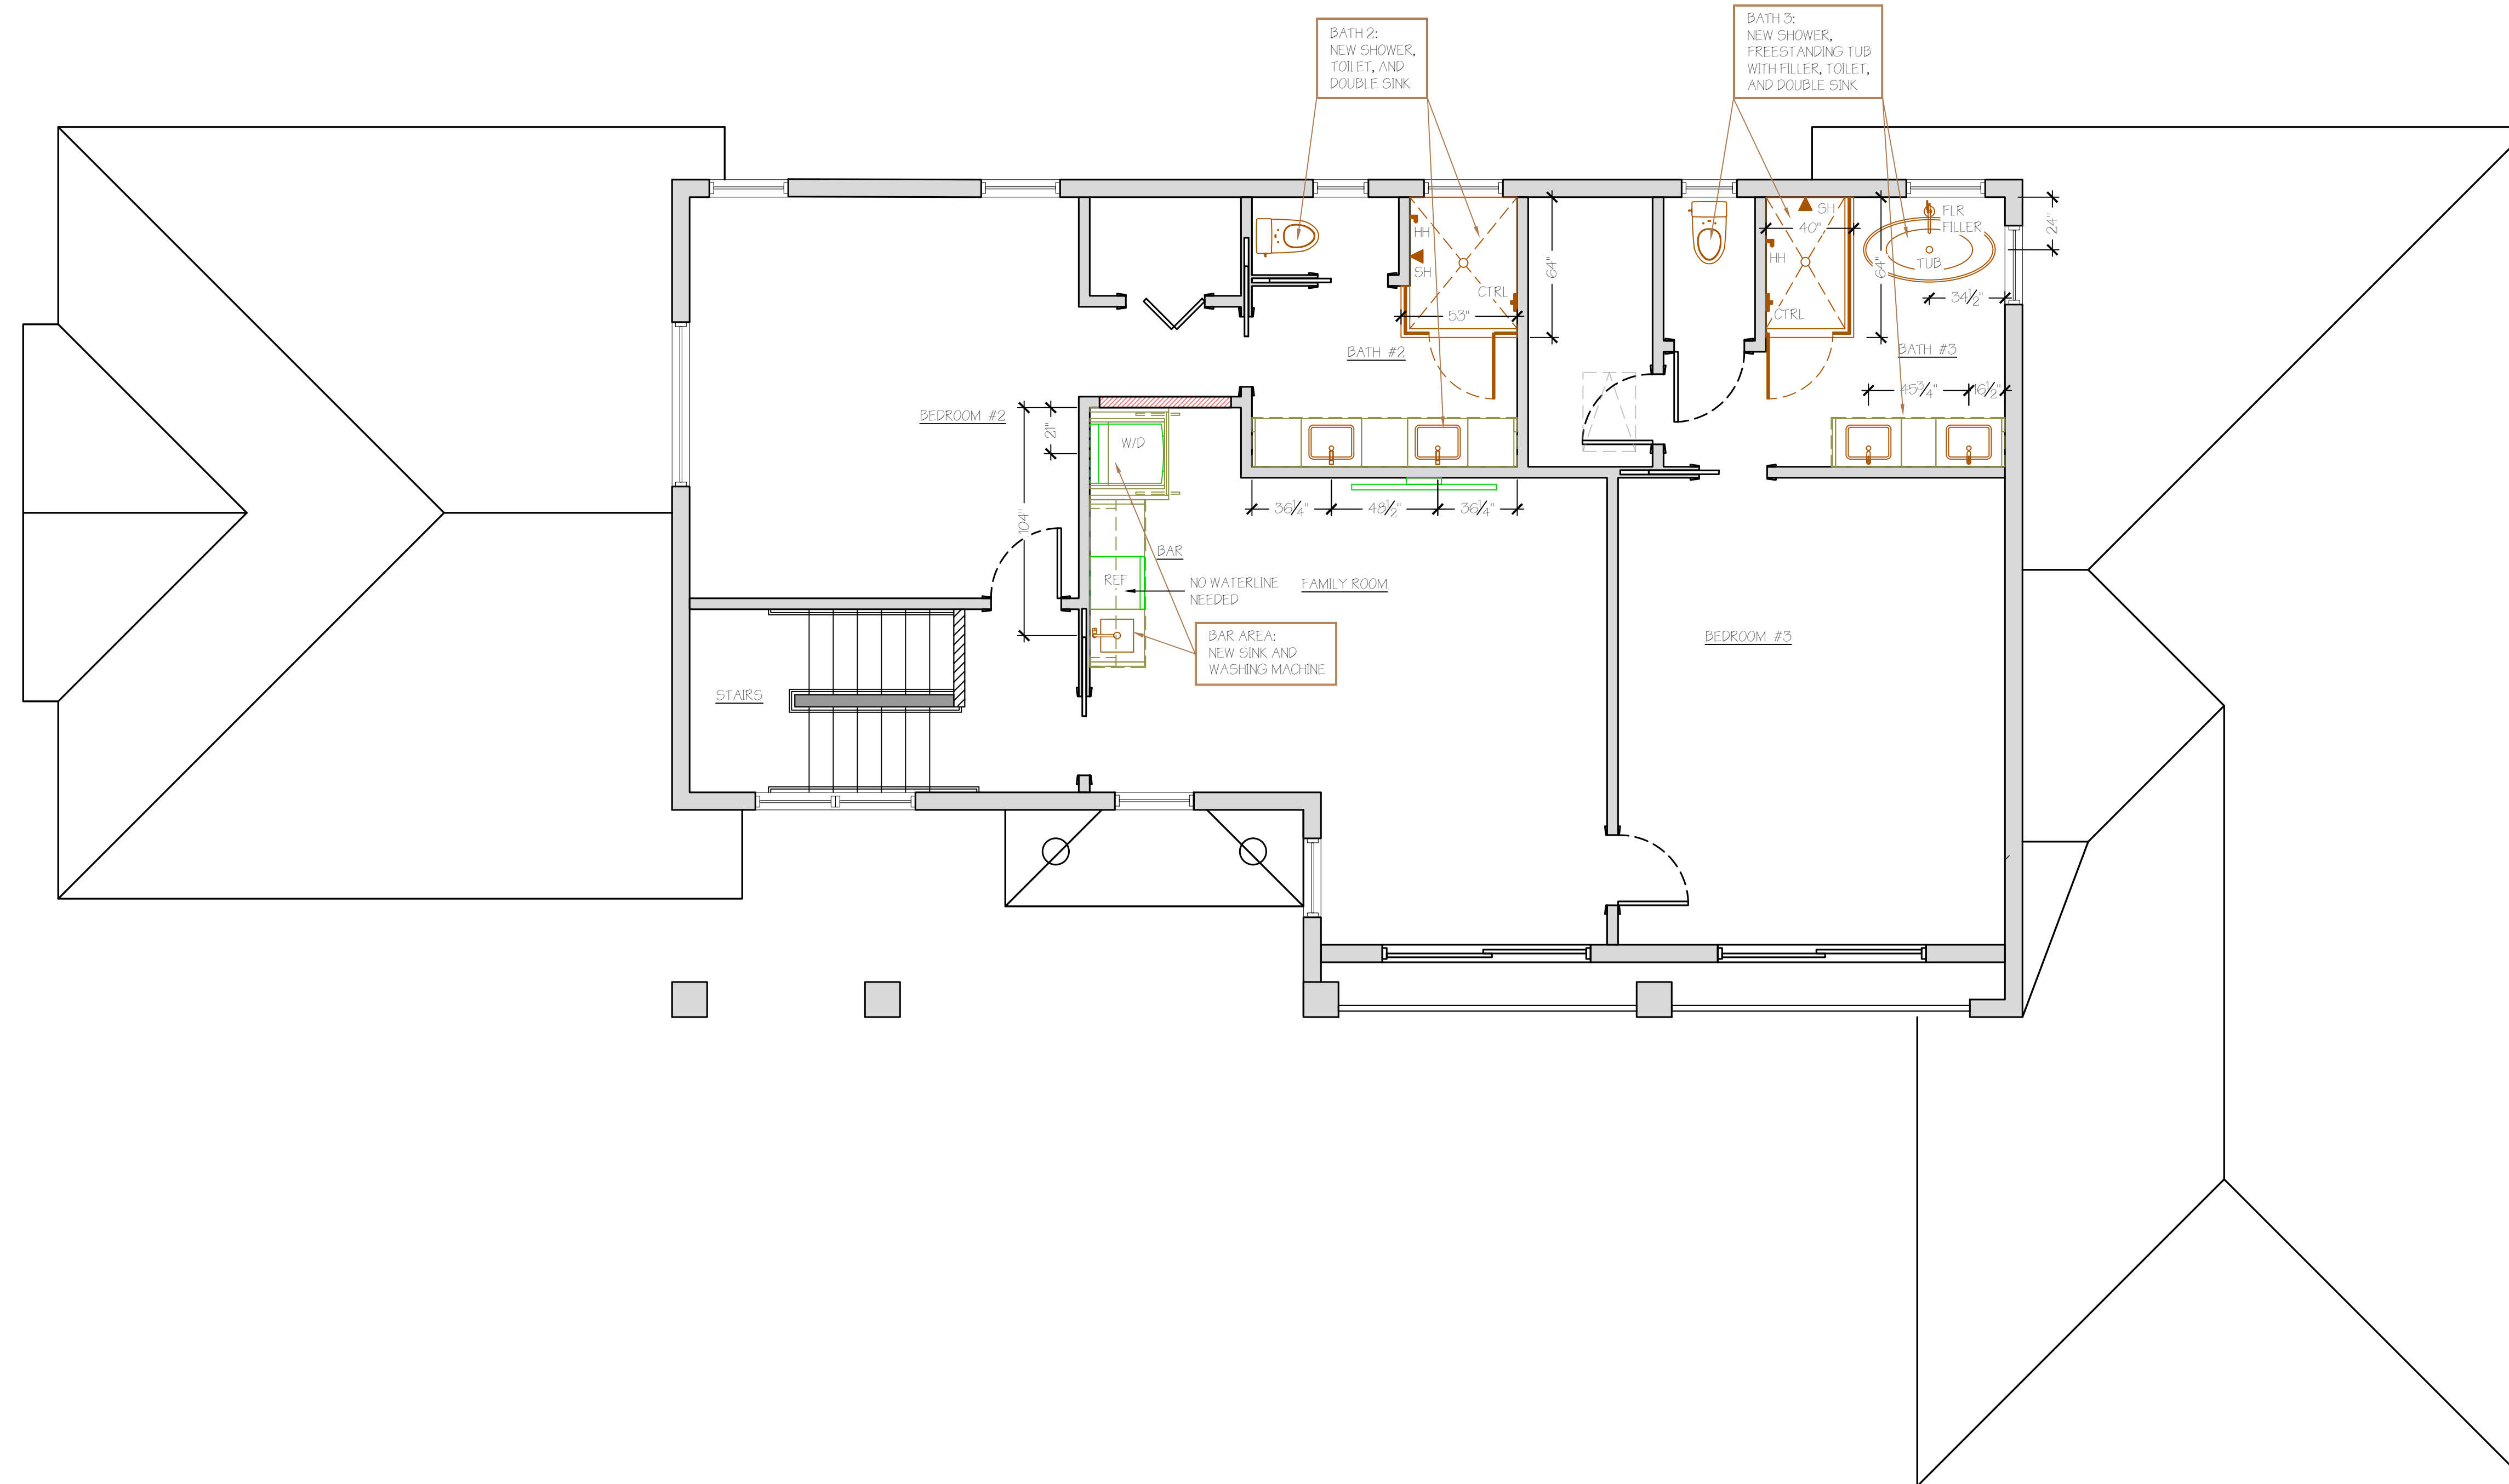 BATH 2:
NEW SHOWER,
TOILET, AND
DOUBLE SINK
BATH 3:
NEW SHOWER,
FREESTANDING TUB
WITH FILLER, TOILET,
AND DOUBLE SINK
HH
SH
CTRL
53"
64"
BATH #2
SH
40"
HH
CTRL
64"
FLR
FILLER
TUB
24"
34½"
BATH #3
45¾"
16½"
BEDROOM #2
21"
104"
W/D
36¼"
48½"
36¼"
BAR
REF
NO WATERLINE
NEEDED
FAMILY ROOM
BAR AREA:
NEW SINK AND
WASHING MACHINE
BEDROOM #3
STAIRS